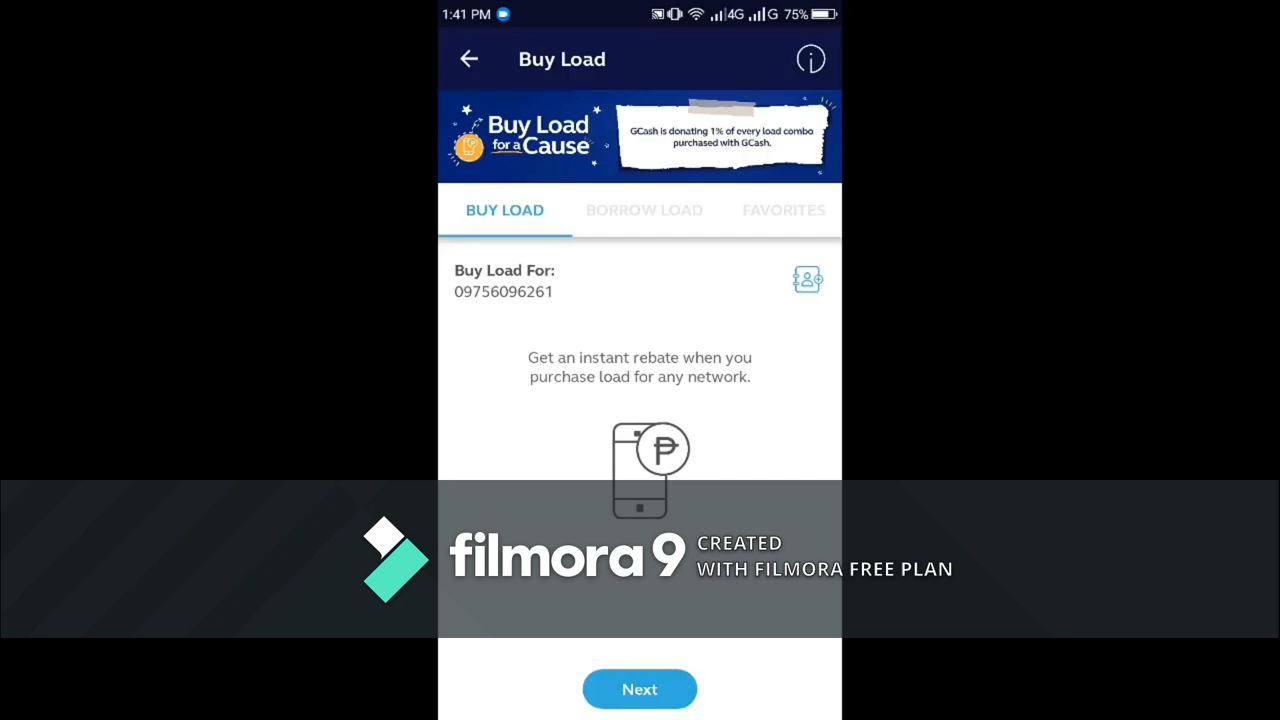 1:41 PM
4G G 75%
Buy Load
Buy Load
for a Cause
GCash is donating 1% of every load combo
purchased with GCash.
BUY LOAD BORROW LOAD FAVORITES
Buy Load For:
09756096261
Get an instant rebate when you
purchase load for any network.
filmora 9
CREATED
WITH FILMORA FREE PLAN
Next